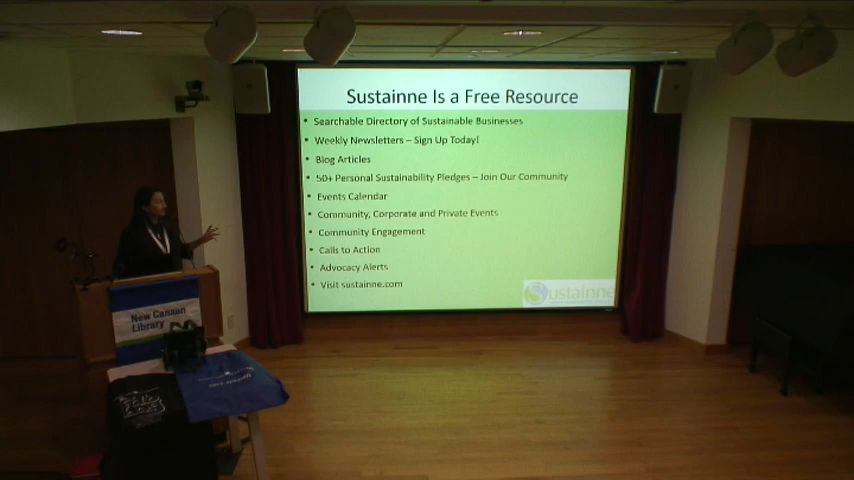 Sustainne Is a Free Resource
• Searchable Directory of Sustainable Businesses
• Weekly Newsletters – Sign Up Today!
• Blog Articles
• 50+ Personal Sustainability Pledges – Join Our Community
• Events Calendar
• Community, Corporate and Private Events
• Community Engagement
• Calls to Action
• Advocacy Alerts
• Visit sustainne.com
Sustainne
New Canaan
Library